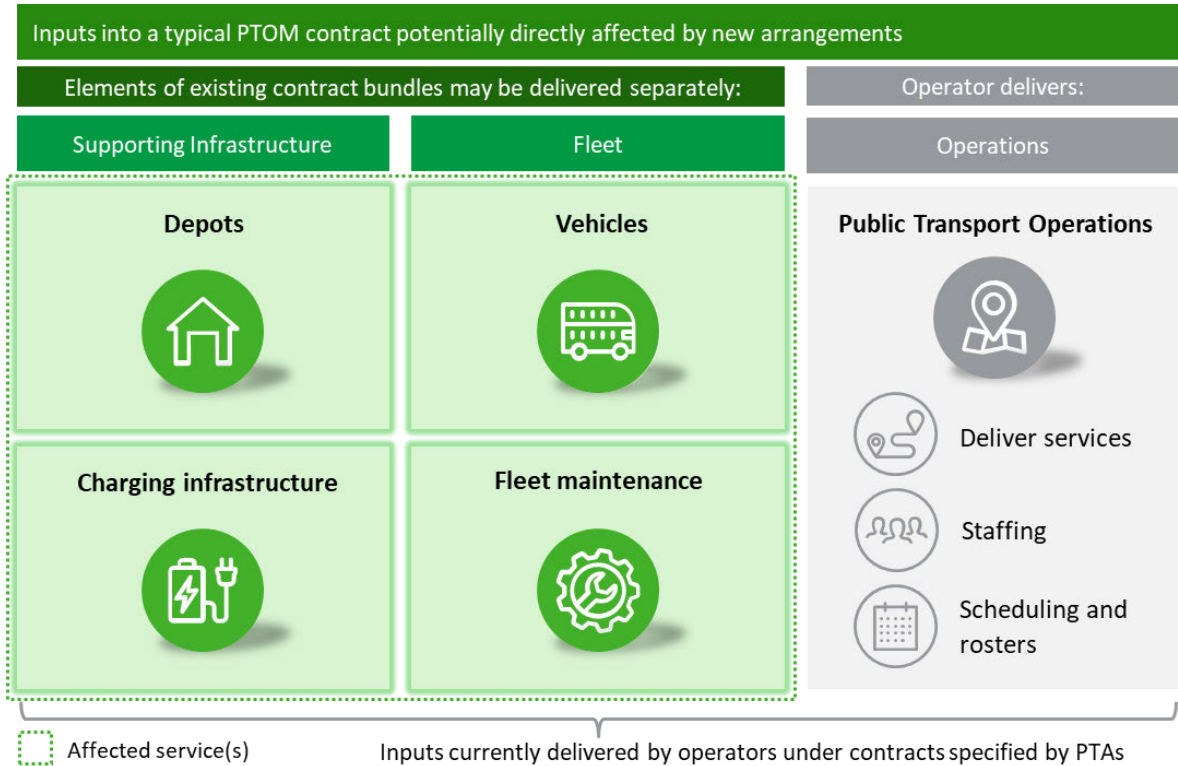 Inputs into a typical PTOM contract potentially directly affected by new arrangements
Elements of existing contract bundles may be delivered separately:
Operator delivers:
Supporting Infrastructure
Fleet
Operations
Depots
Vehicles
Public Transport Operations
Charging infrastructure
Fleet maintenance
Deliver services
Staffing
Scheduling and
rosters
Affected service(s)
Inputs currently delivered by operators under contracts specified by PTAs